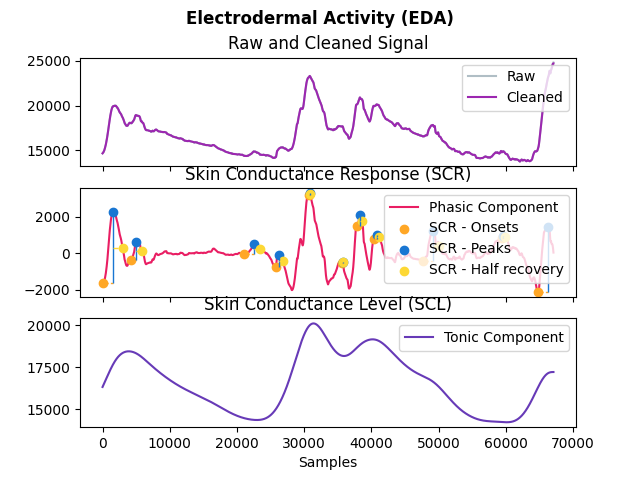 Electrodermal Activity (EDA)
Raw and Cleaned Signal
25000
20000
15000
Raw
Cleaned
Skin Conductance Response (SCR)
2000
0
−2000
Phasic Component
SCR - Onsets
SCR - Peaks
SCR - Half recovery
Skin Conductance Level (SCL)
20000
17500
15000
Tonic Component
0 10000 20000 30000 40000 50000 60000 70000
Samples